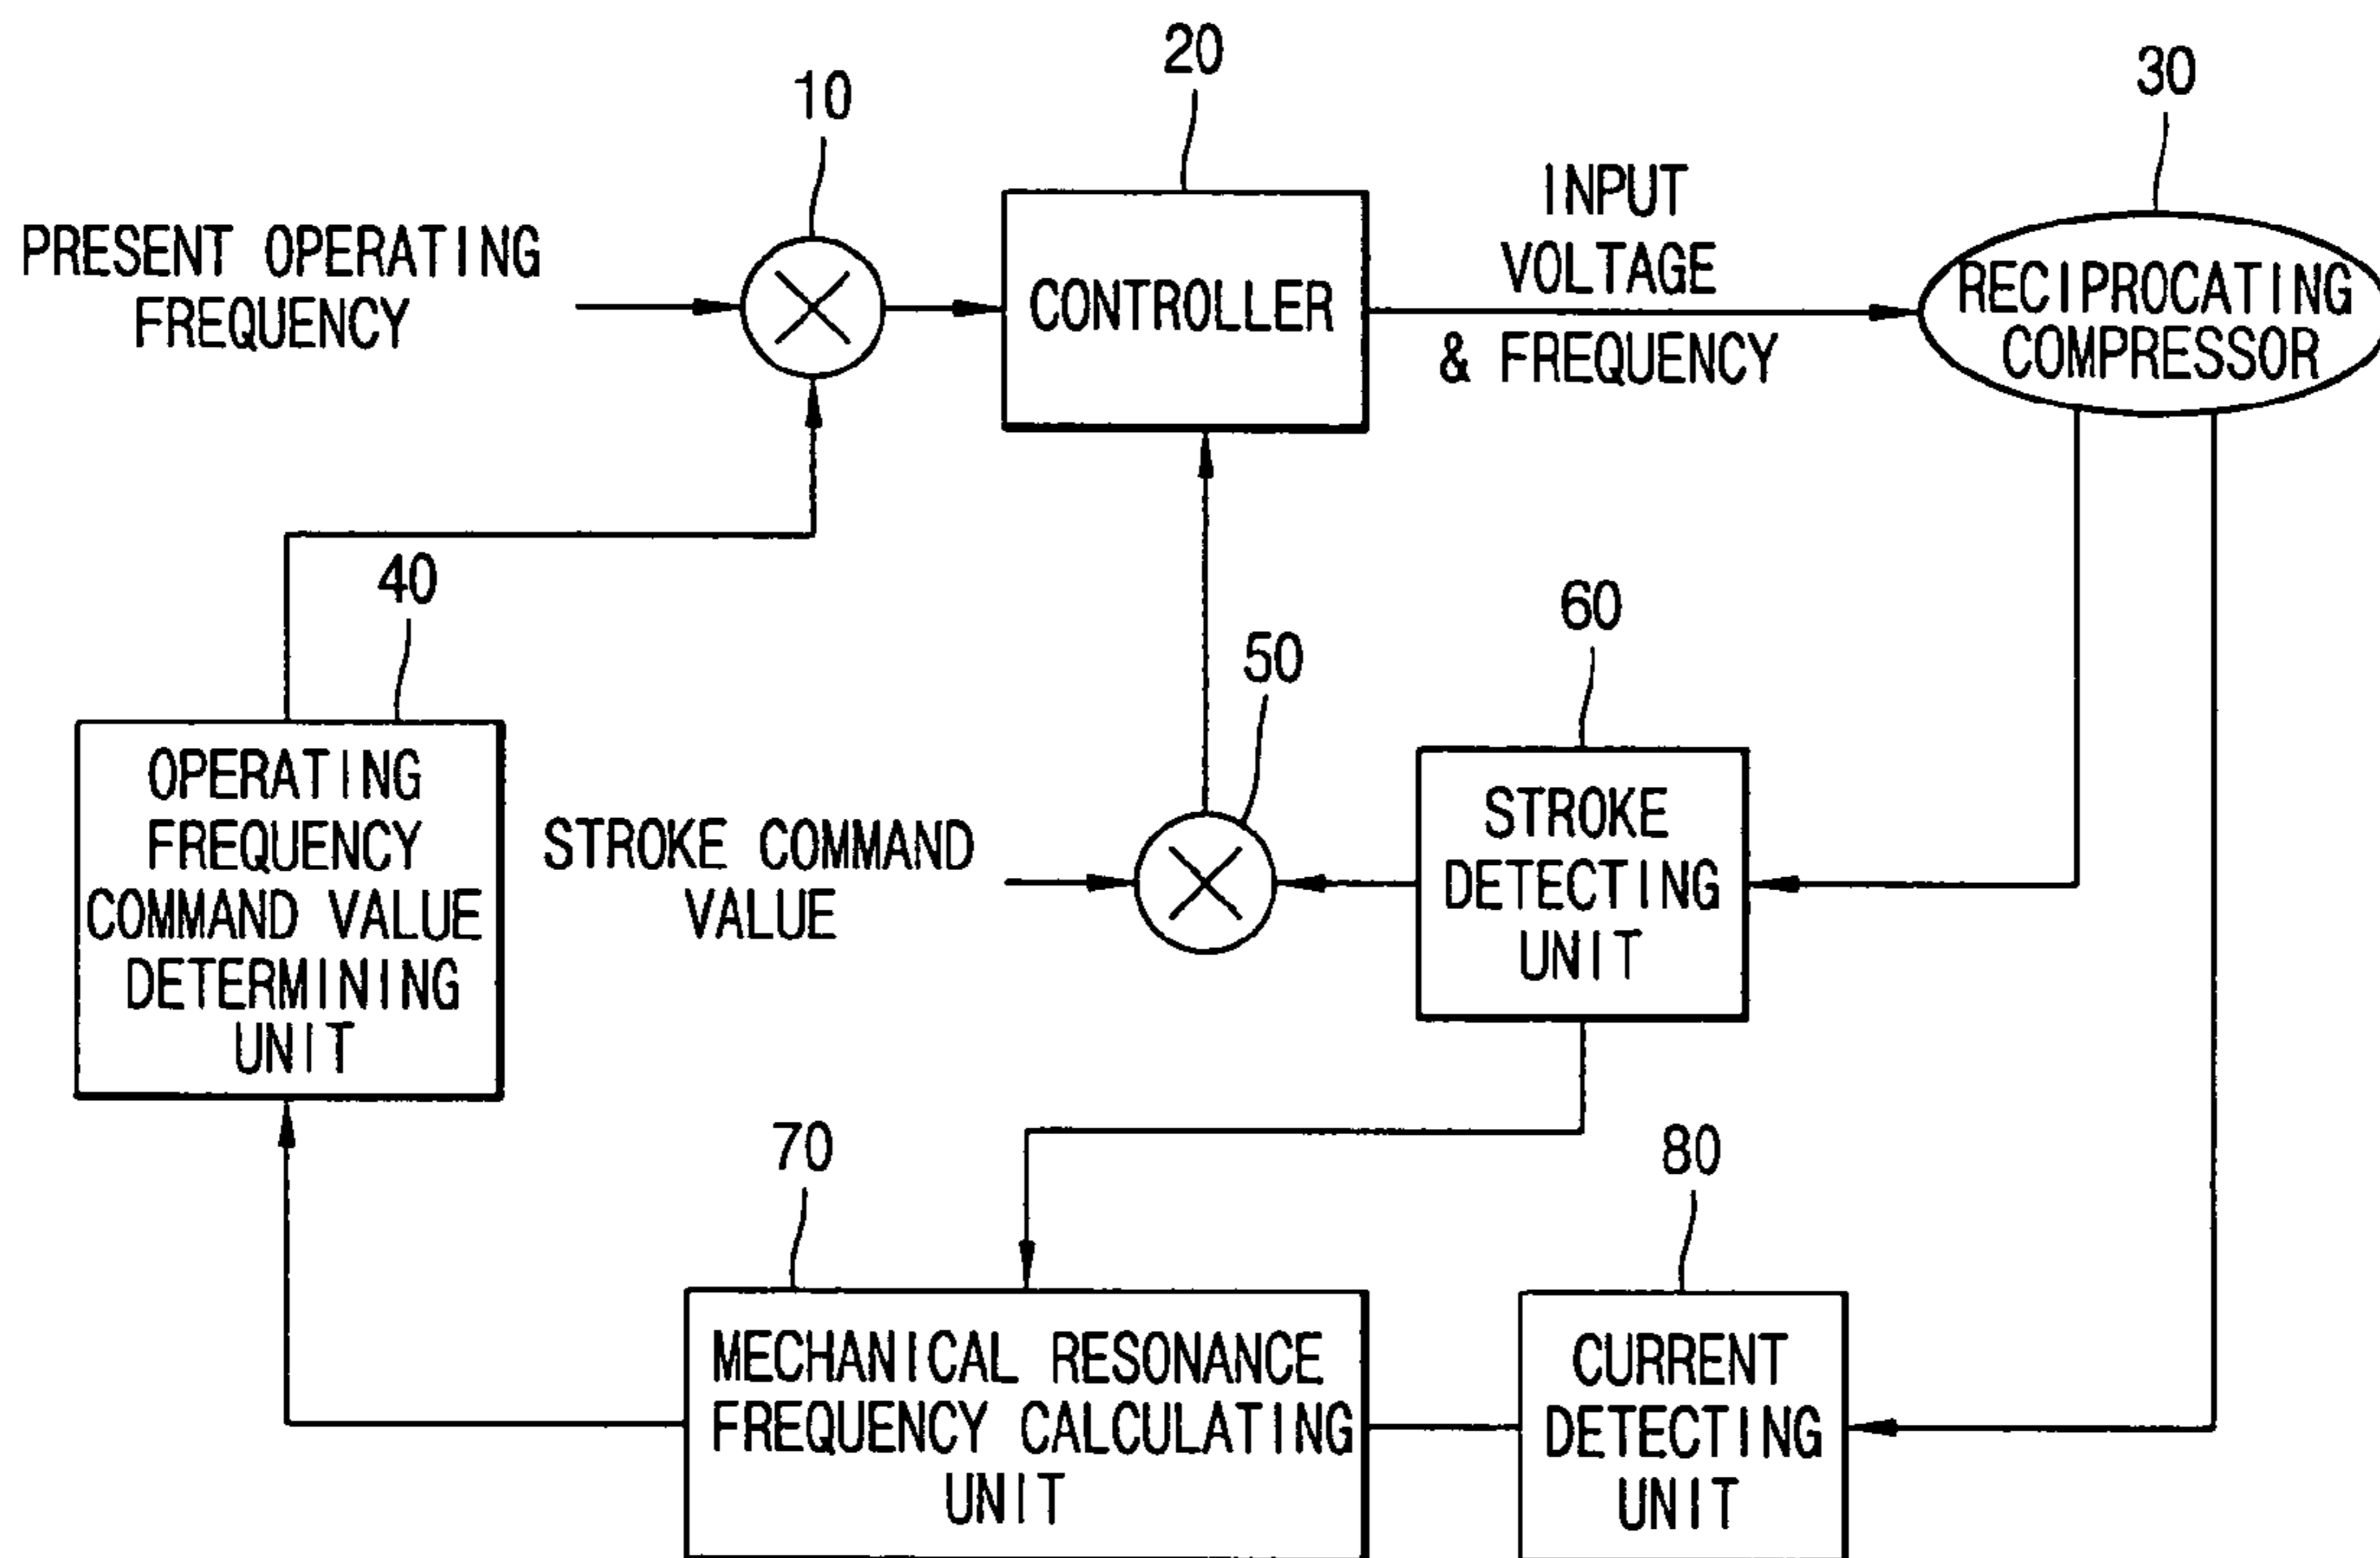 20
10
30
INPUT
VOLTAGE
& FREQUENCY
PRESENT OPERATING
FREQUENCY
CONTROLLER
RECIPROCATING
COMPRESSOR
40
60
50
OPERATING
FREQUENCY
COMMAND VALUE
DETERMINING
UNIT
STROKE COMMAND
VALUE
STROKE
DETECTING
UNIT
70
80
MECHANICAL RESONANCE
FREQUENCY CALCULATING
UNIT
CURRENT
DETECTING
UNIT